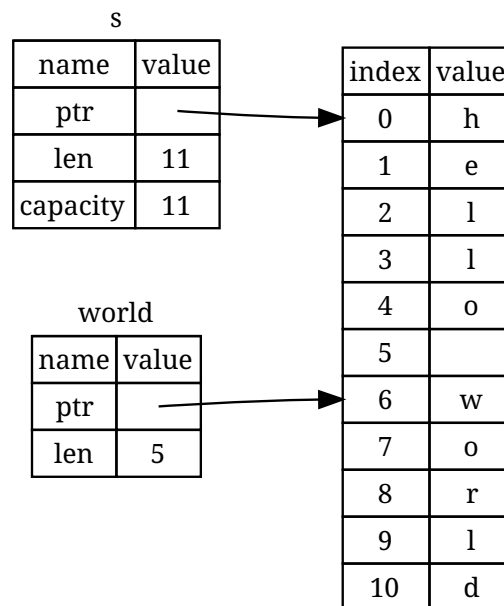 s
name value
ptr
len 11
capacity 11
world
name value
ptr
len 5
index value
0 h
1 e
2 l
3 l
4 o
5
6 w
7 o
8 r
9 l
10 d